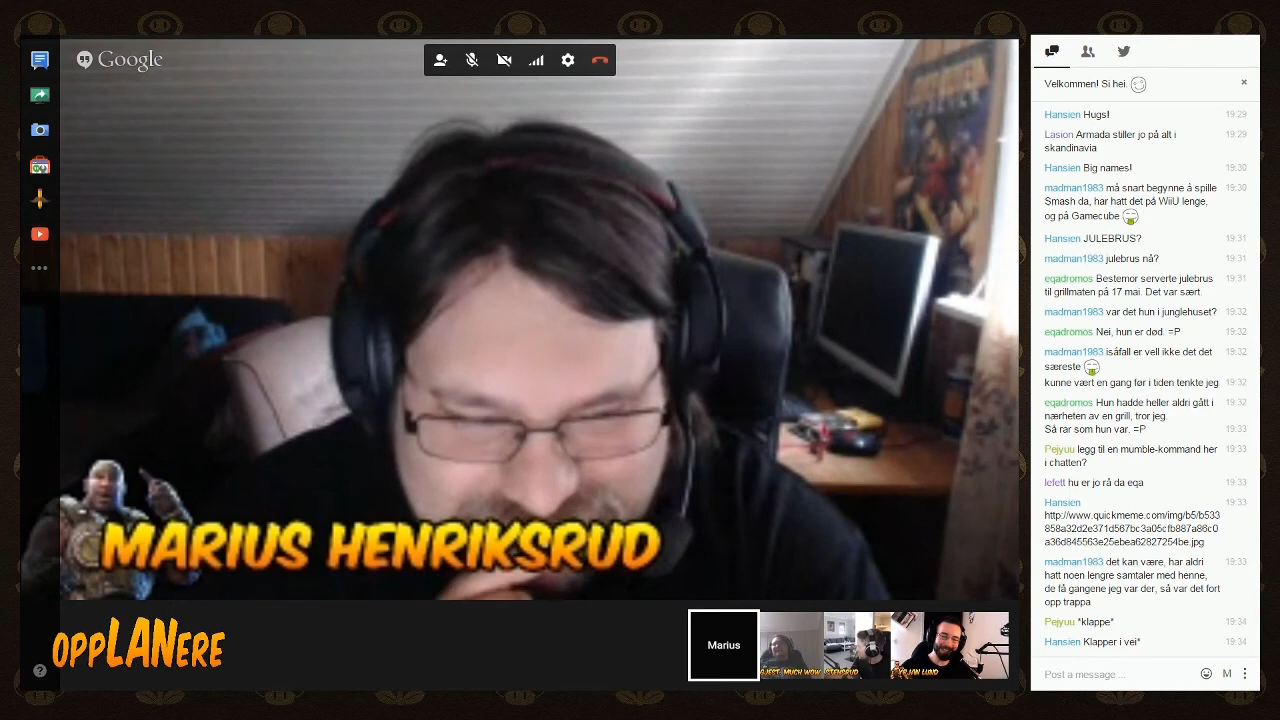 Google
MARIUS HENRIKSRUD
oppLANere
Marius
GJEST: MUCH WOW
STENSRUD
ØRJAN LUND
Velkommen! Si hei.
Hansien Hugs! 19:29
Lasion Armada stiller jo på alt i 19:29
skandinavia
Hansien Big names! 19:30
madman1983 må snart begynne å spille 19:30
Smash da, har hatt det på WiiU lenge,
og på Gamecube
Hansien JULEBRUS? 19:31
madman1983 julebrus nå? 19:31
eqadromos Bestemor serverte julebrus 19:31
til grillmaten på 17 mai. Det var sært.
madman1983 var det hun i junglehuset? 19:32
eqadromos Nei, hun er død. =P 19:32
madman1983 isåfall er vell ikke det det 19:32
særeste
kunne vært en gang før i tiden tenkte jeg 19:32
eqadromos Hun hadde heller aldri gått i 19:32
nærheten av en grill, tror jeg.
Så rar som hun var. =P 19:33
Pejyuu legg til en mumble-kommand her 19:33
i chatten?
lefett hu er jo rå da eqa 19:33
Hansien 19:33
http://www.quickmeme.com/img/b5/b533
858a32d2e371d567bc3a05cfb887a86c0
a36d845563e25ebea62827254be.jpg
madman1983 det kan være, har aldri 19:33
hatt noen lengre samtaler med henne,
de få gangene jeg var der, så var det fort
opp trappa
Pejyuu *klappe* 19:34
Hansien Klapper i vei* 19:34
Post a message ...
M